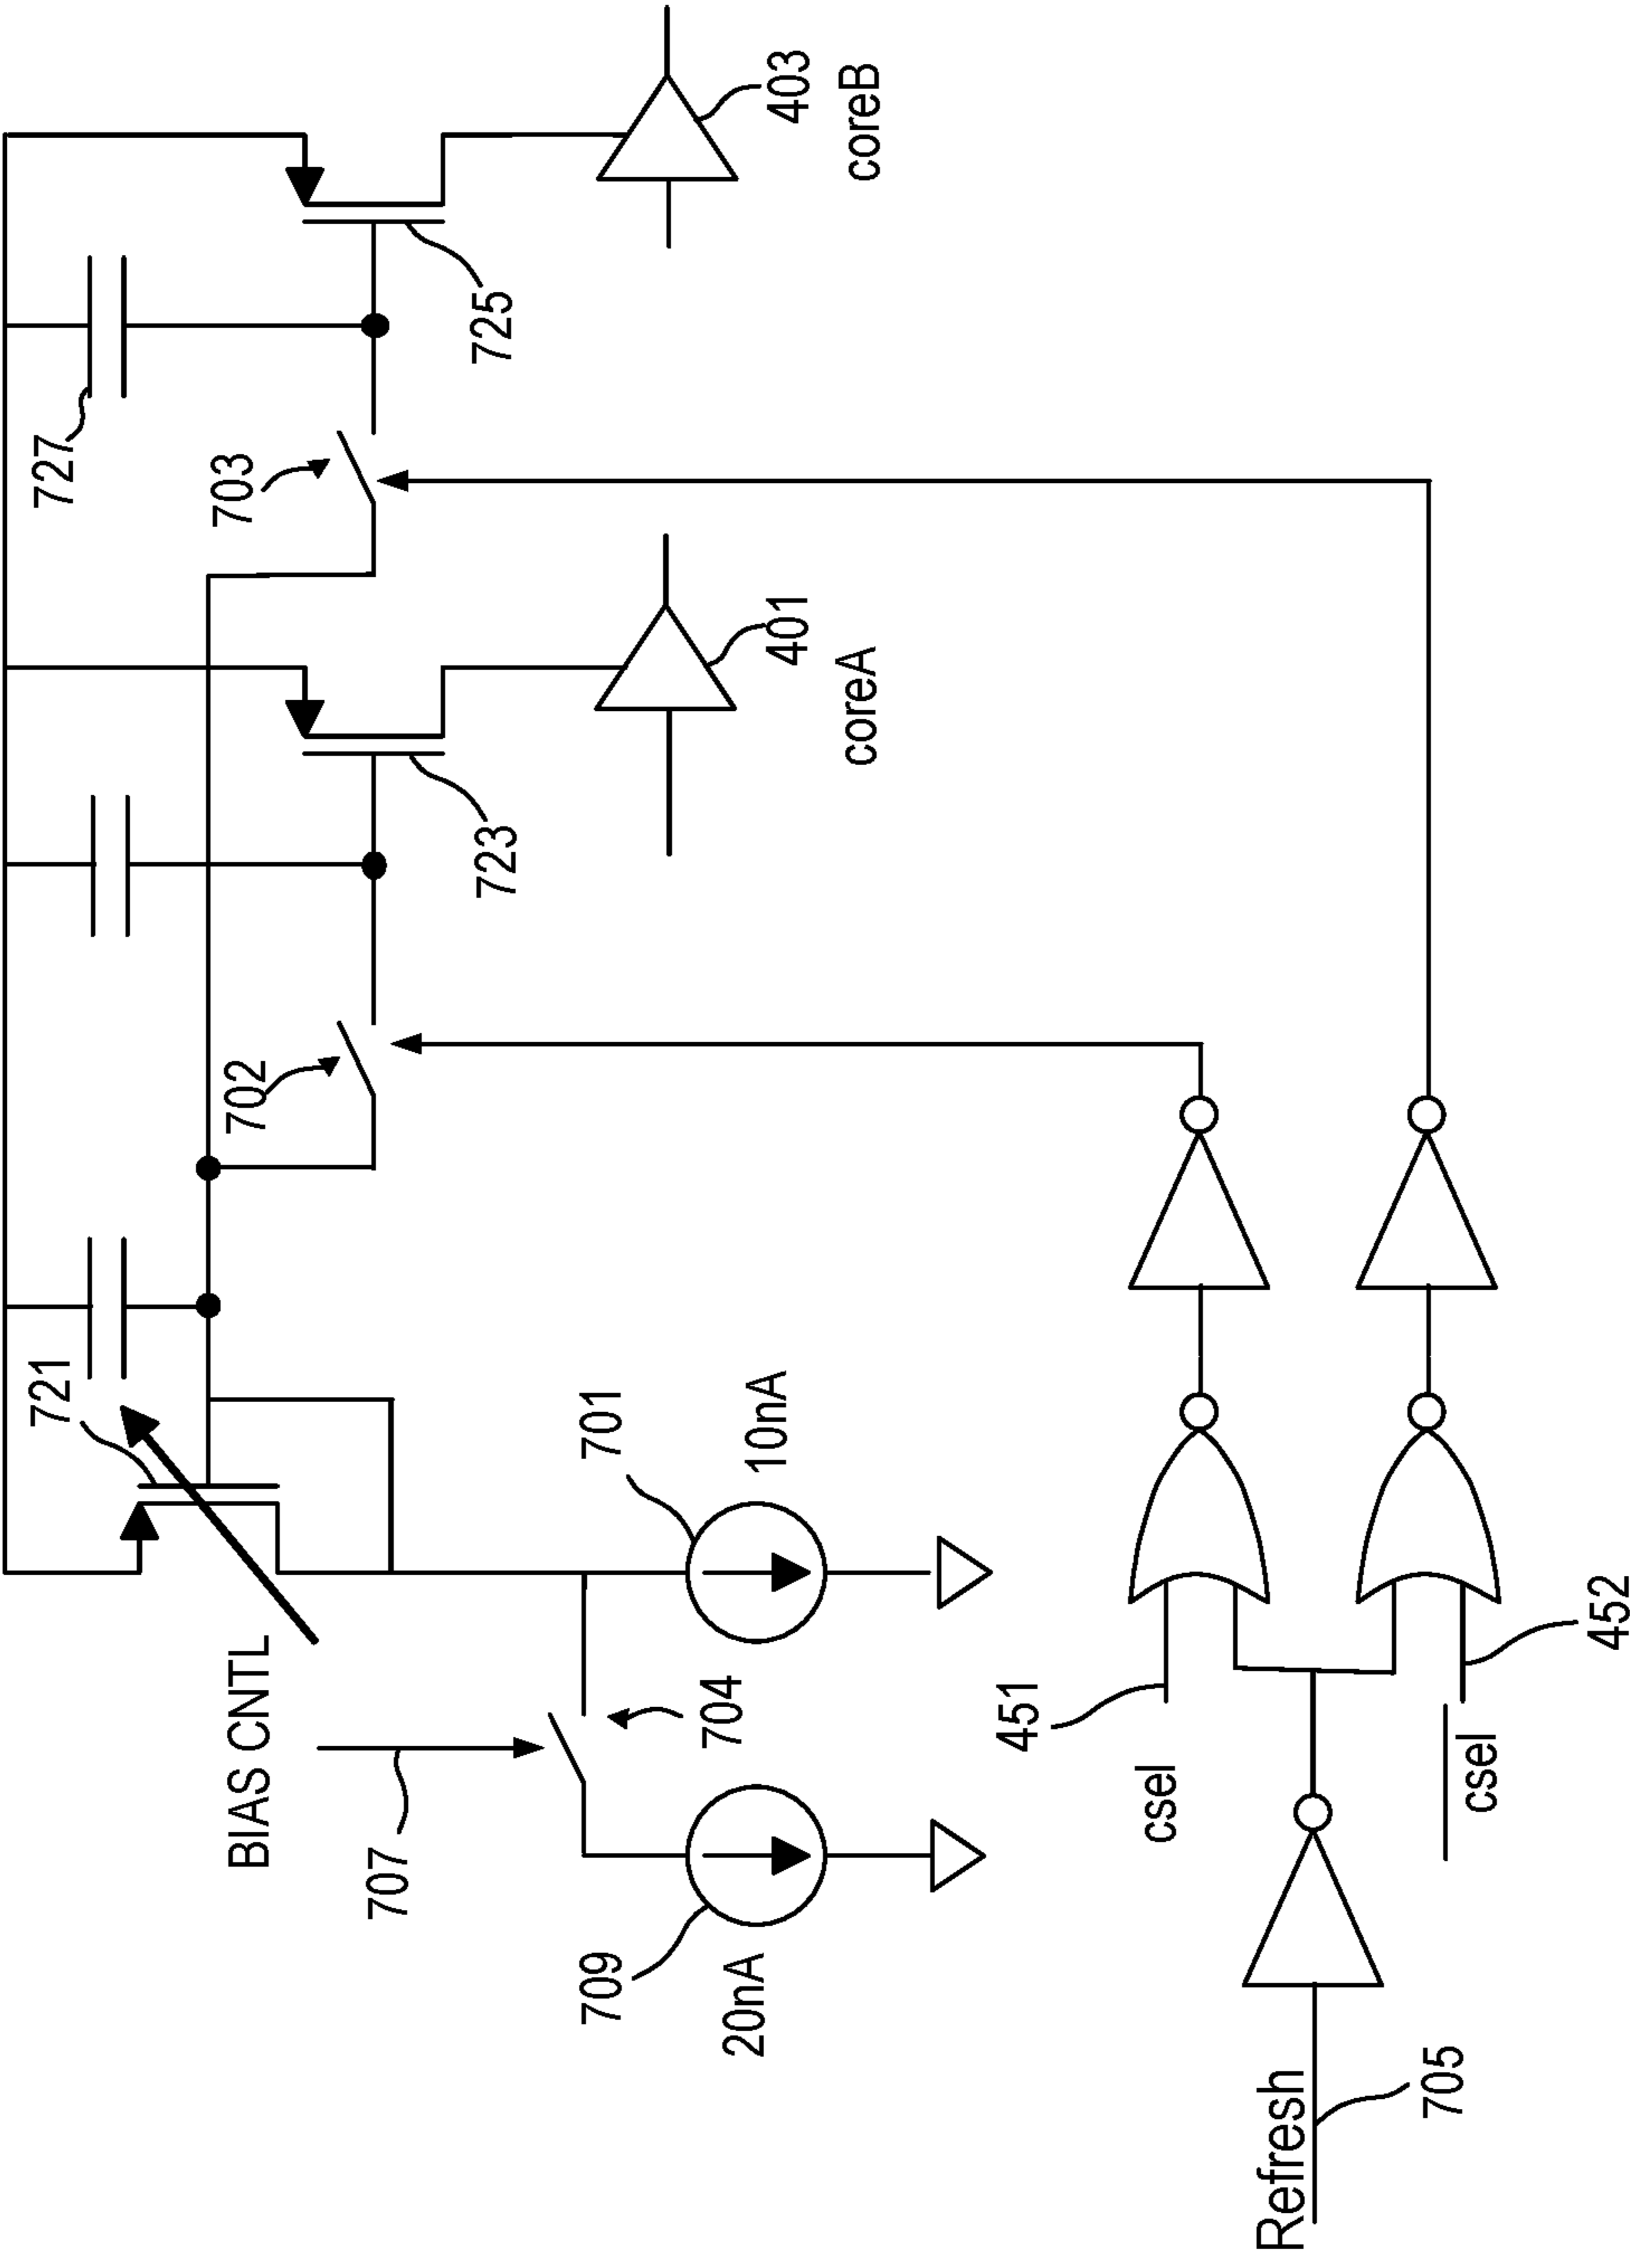 721
727
BIAS CNTL
702
703
707
723
725
709
701
20nA
704
10nA
401
403
coreA
coreB
451
csel
Refresh
705
csel
452